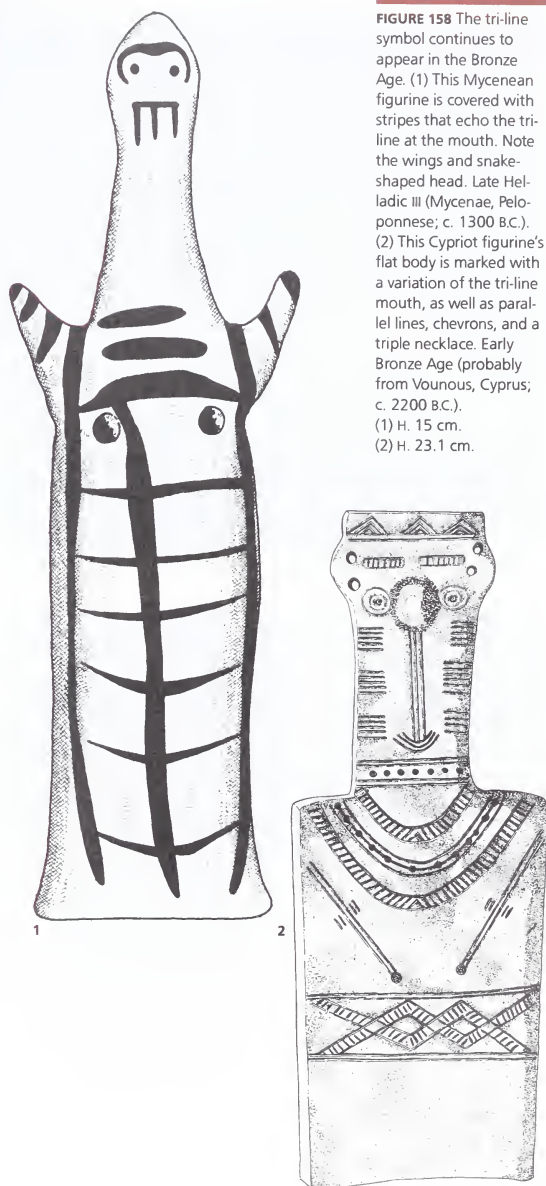 FIGURE 158 The tri-line
symbol continues to
appear in the Bronze
Age. (1) This Mycenean
figurine is covered with
stripes that echo the tri-
line at the mouth. Note
the wings and snake-
shaped head. Late Hel-
ladic III (Mycenae, Pelo-
ponnese; c. 1300 B.C.).
(2) This Cypriot figurine's
flat body is marked with
a variation of the tri-line
mouth, as well as paral-
lel lines, chevrons, and a
triple necklace. Early
Bronze Age (probably
from Vounous, Cyprus;
c. 2200 B.C.).
(1) H. 15 cm.
(2) H. 23.1 cm.
1
2